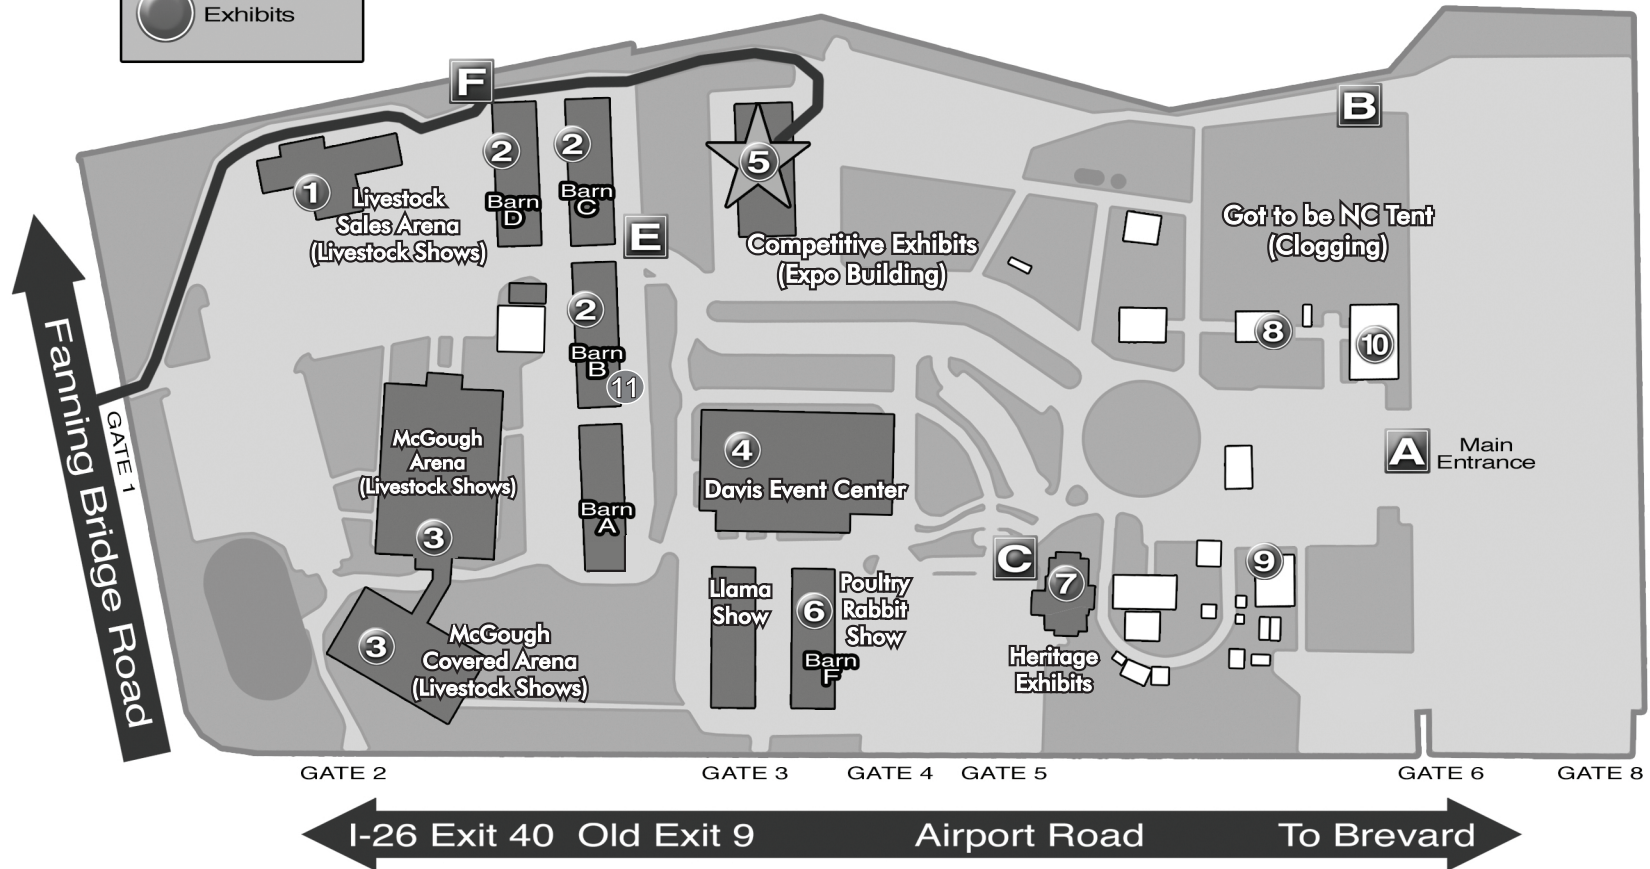 Exhibits
F
B
2
2
5
1
Barn
D
Barn
C
Livestock
Sales Arena
(Livestock Shows)
E
Competitive Exhibits
(Expo Building)
Got to be NC Tent
(Clogging)
2
Barn
B
11
8
10
Fanning Bridge Road
GATE 1
McGough
Arena
(Livestock Shows)
3
4
Davis Event Center
A
Main
Entrance
Barn
A
C
7
9
Llama
Show
6
Poultry
Rabbit
Show
Barn
F
3
McGough
Covered Arena
(Livestock Shows)
Heritage
Exhibits
GATE 2
GATE 3
GATE 4
GATE 5
GATE 6
GATE 8
I-26 Exit 40 Old Exit 9 Airport Road To Brevard